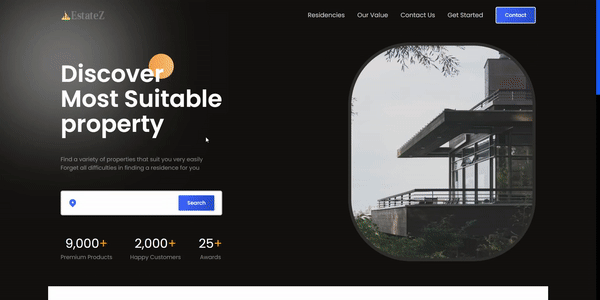 EstateZ
Residencies Our Value Contact Us Get Started Contact
Discover
Most Suitable
property
Find a variety of properties that suit you very easily
Forget all difficulties in finding a residence for you
Search
9,000+ 2,000+ 25+
Premium Products Happy Customers Awards